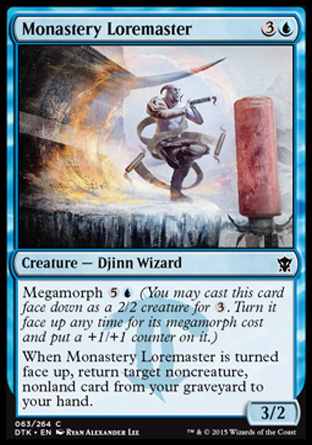 Monastery Loremaster 3
Creature — Djinn Wizard
Megamorph 5 (You may cast this card
face down as a 2/2 creature for 3. Turn it
face up any time for its megamorph cost
and put a +1/+1 counter on it.)
When Monastery Loremaster is turned
face up, return target noncreature,
nonland card from your graveyard to
your hand.
3/2
063/264 C
DTK • EN Ryan Alexander Lee ™ & © 2015 Wizards of the Coast